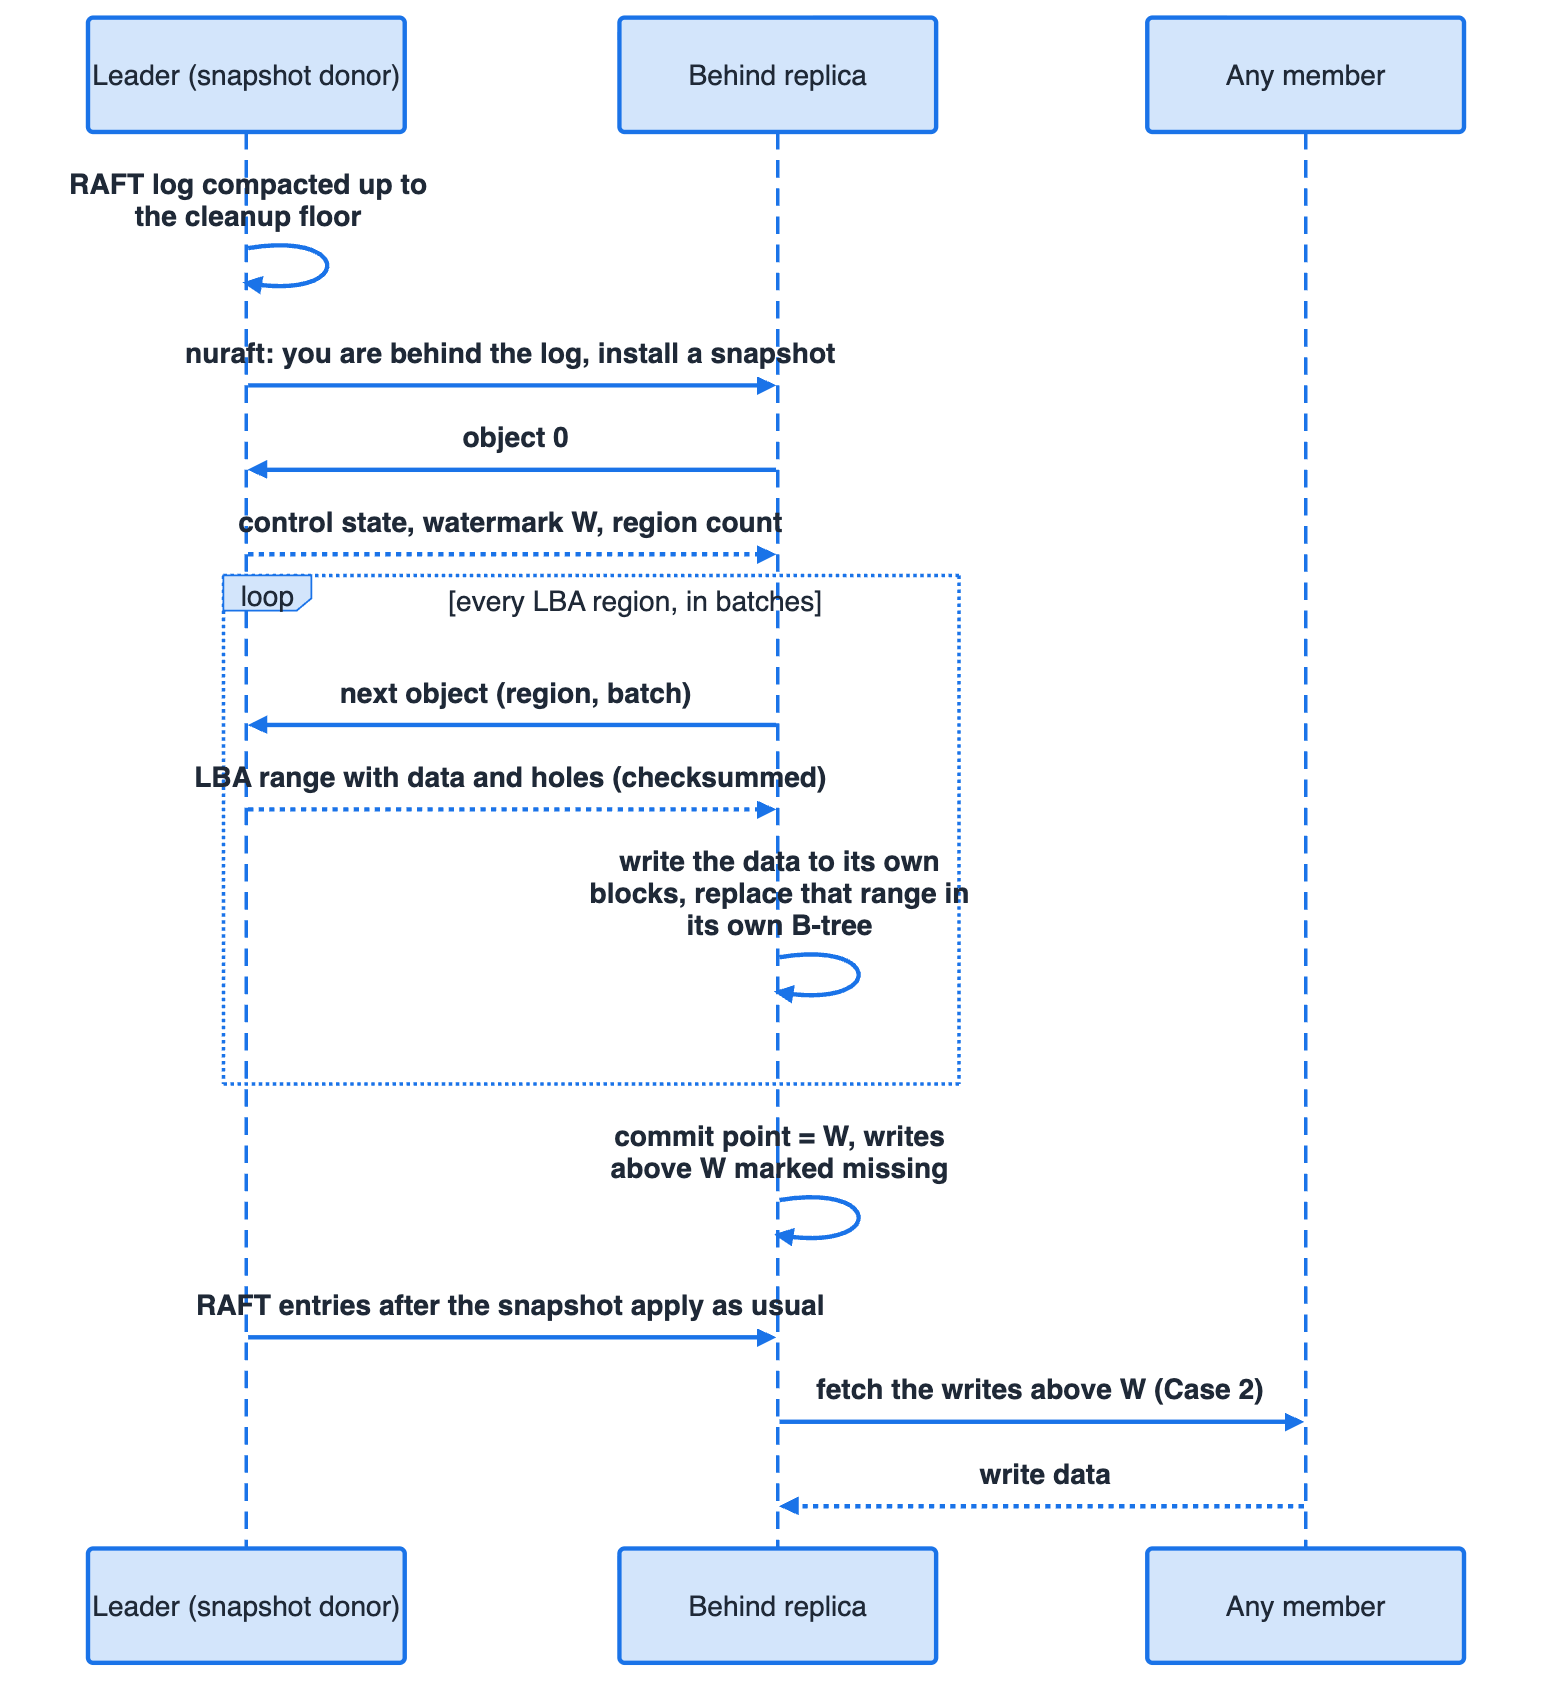 Leader (snapshot donor)
Behind replica
Any member
RAFT log compacted up to
the cleanup floor
nuraft: you are behind the log, install a snapshot
object 0
control state, watermark W, region count
loop
[every LBA region, in batches]
next object (region, batch)
LBA range with data and holes (checksummed)
write the data to its own
blocks, replace that range in
its own B-tree
commit point = W, writes
above W marked missing
RAFT entries after the snapshot apply as usual
fetch the writes above W (Case 2)
write data
Leader (snapshot donor)
Behind replica
Any member